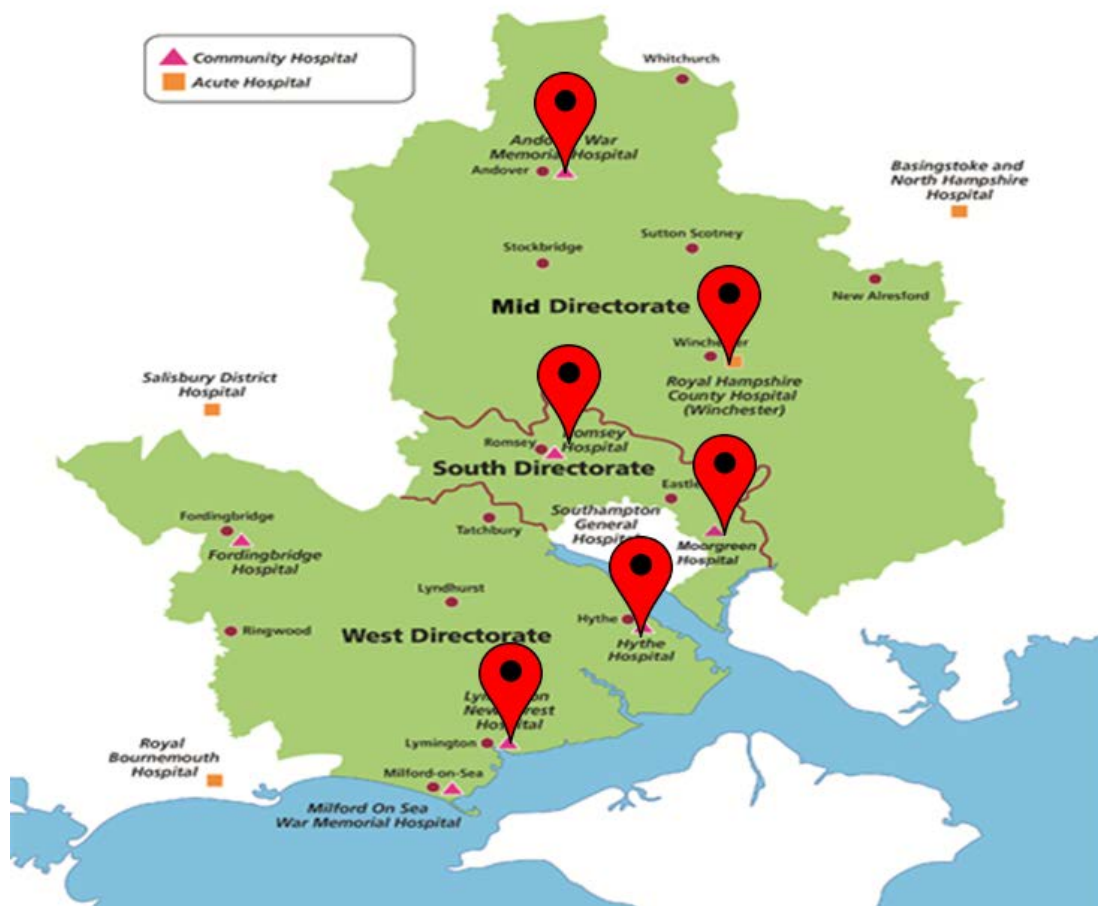 Community Hospital
Acute Hospital
Whitchurch
War
Memorial Hospital
Andover
Basingstoke and
North Hampshire
Hospital
Sutton Scotney
Stockbridge
New Alresford
Mid Directorate
Royal Hampshire
County Hospital
(Winchester)
Salisbury District
Hospital
Romsey
Hospital
South Directorate
Southampton
General
Tatchbury
Fordingbridge
Fordingbridge
Hospital
Moorgreen
Hospital
Lyndhurst
Hythe
Ringwood
West Directorate
Hythe
Hospital
Hospital
Lymington
Royal
Bournemouth
Hospital
Milford-on-Sea
Milford On Sea
War Memorial Hospital